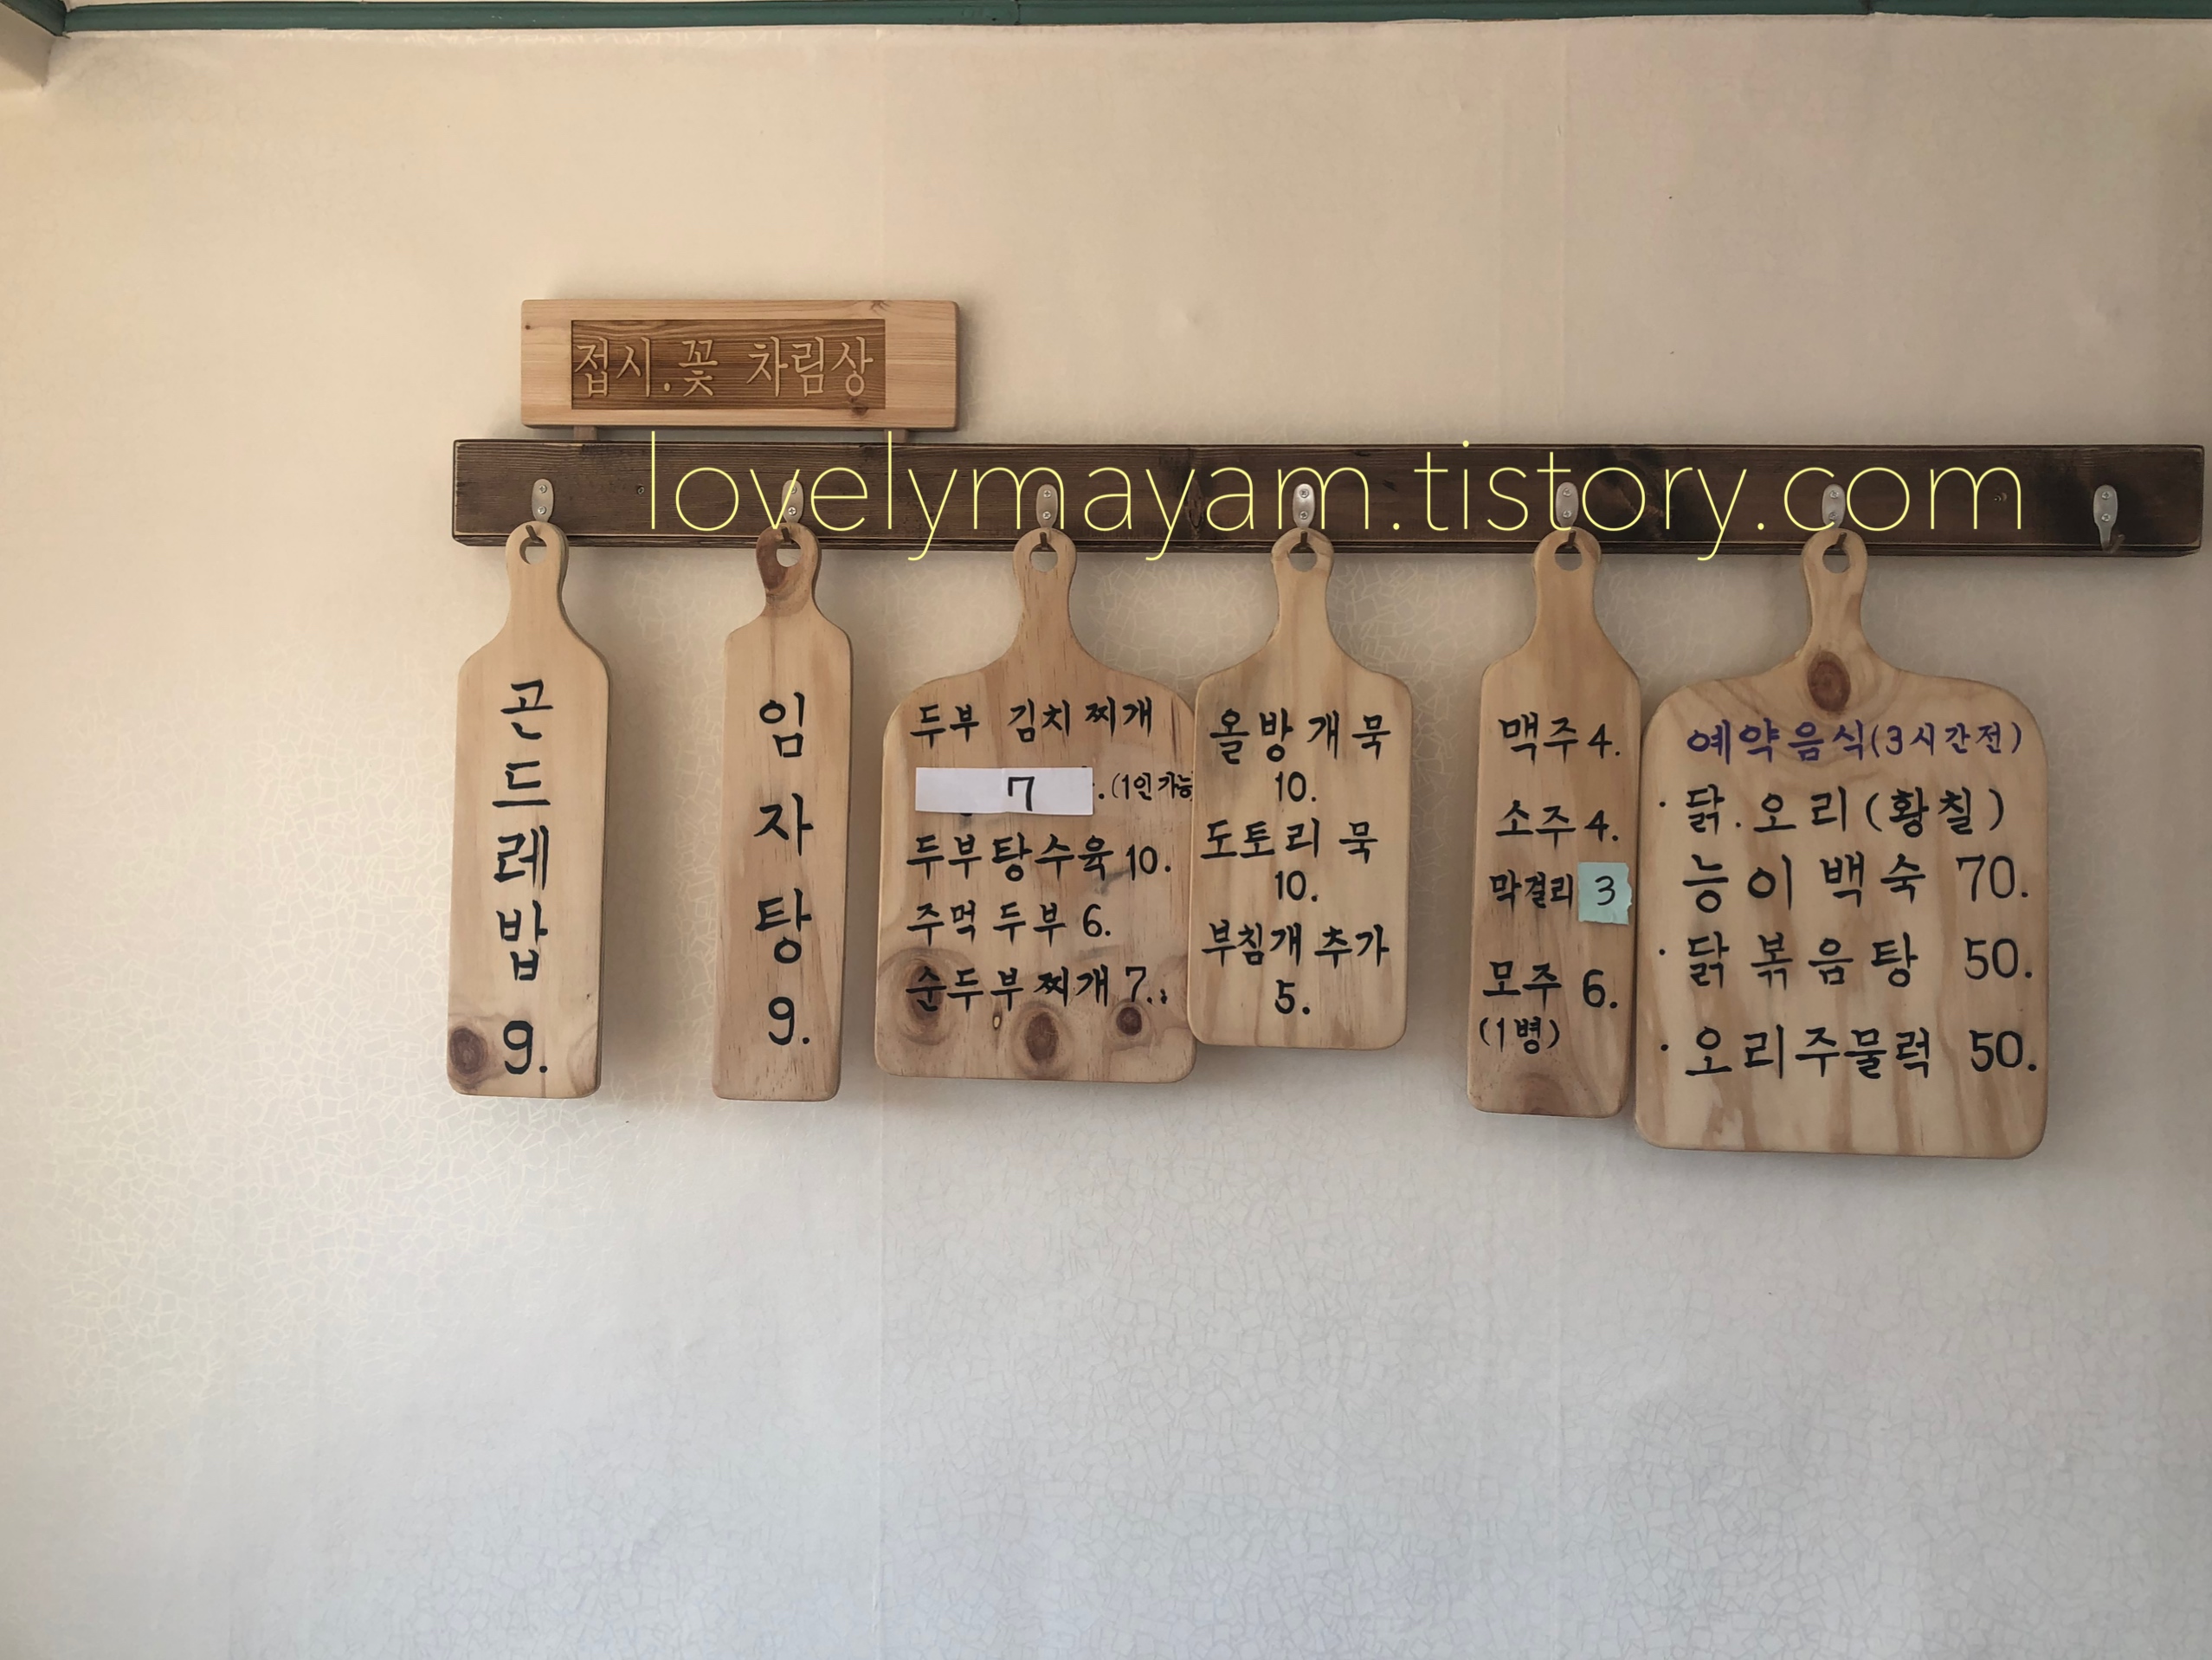 접시.꽃 차림상
lovelymayam.tistory.com
곤드레밥
9.
임자탕
9.
두부 김치찌개
7.(1인 가능
두부탕수육 10.
주먹두부 6.
순두부찌개 7.
올방개묵
10.
도토리 묵
10.
부침개 추가
5.
맥주 4.
소주 4.
막걸리 3
모주 6.
(1병)
예약음식(3시간전)
· 닭.오리(황칠)
능이백숙 70.
· 닭볶음탕 50.
· 오리주물럭 50.